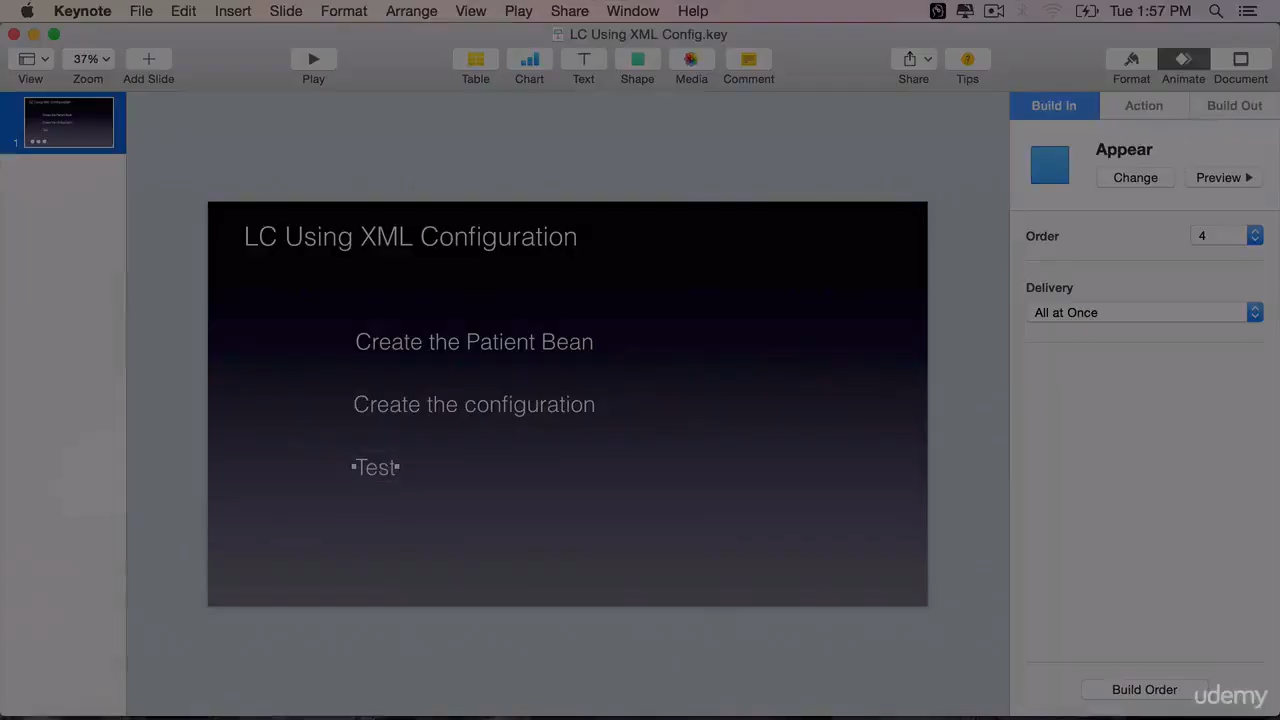 Keynote File Edit Insert Slide Format Arrange View Play Share Window Help Tue 1:57 PM
LC Using XML Config.key
37%
View Zoom Add Slide Play Table Chart Text Shape Media Comment Share Tips Format Animate Document
Build In Action Build Out
1
Appear
Change Preview
Order 4
Delivery
All at Once
LC Using XML Configuration
Create the Patient Bean
Create the configuration
Test
Build Order
udemy